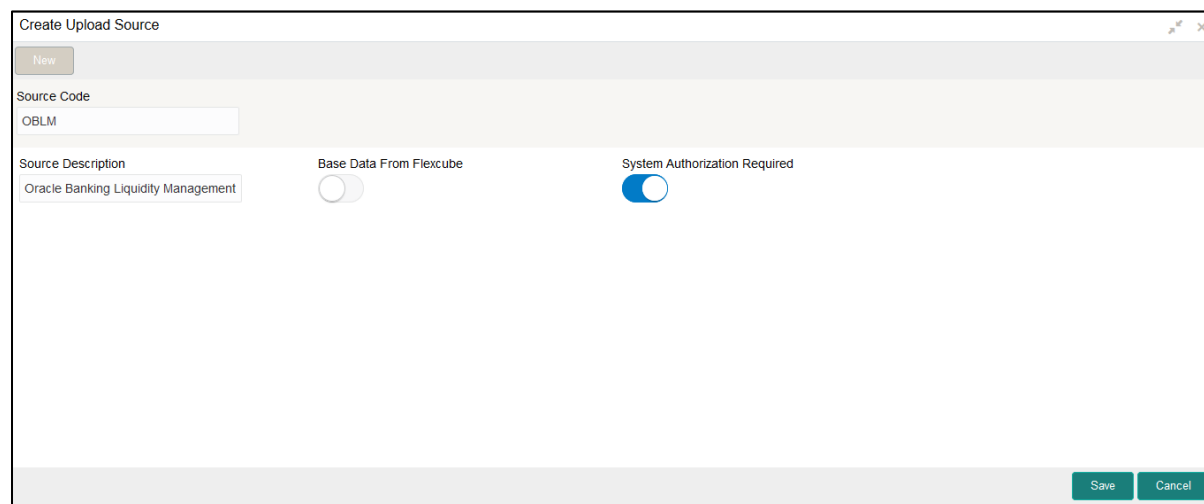 Create Upload Source
New
Source Code
OBLM
Source Description Base Data From Flexcube System Authorization Required
Oracle Banking Liquidity Management
Save Cancel